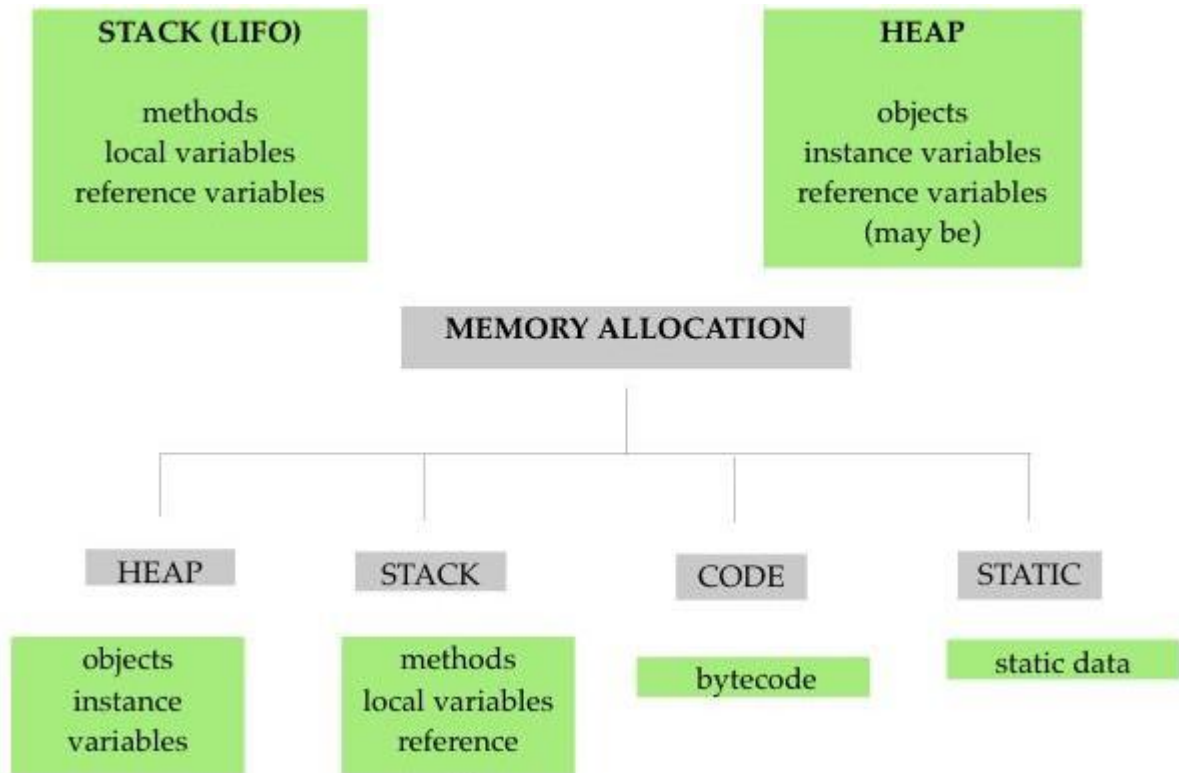 STACK (LIFO)
methods
local variables
reference variables
HEAP
objects
instance variables
reference variables
(may be)
MEMORY ALLOCATION
HEAP
STACK
CODE
STATIC
objects
instance
variables
methods
local variables
reference
bytecode
static data